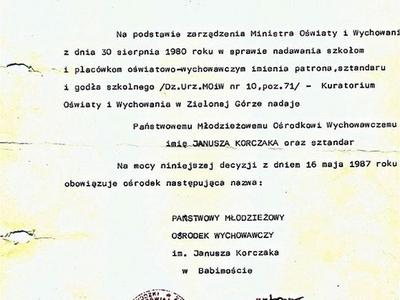 Na podstawie zarządzenia Ministra Oświaty i Wychowani
z dnia 30 sierpnia 1980 roku w sprawie nadawania szkołom
i placówkom oświatowo-wychowawczym imienia patrona,sztandaru
i godła szkolnego /Dz.Urz.MOiW nr 10,poz.71/ - Kuratorium
Oświaty i Wychowania w Zielonej Górze nadaje
Państwowemu Młodzieżowemu Ośrodkowi Wychowawczemu
imię JANUSZA KORCZAKA oraz sztandar
Na mocy niniejszej decyzji z dniem 16 maja 1987 roku
obowiązuje ośrodek następująca nazwa:
PAŃSTWOWY MŁODZIEŻOWY
OŚRODEK WYCHOWAWCZY
im. Janusza Korczaka
w Babimoście